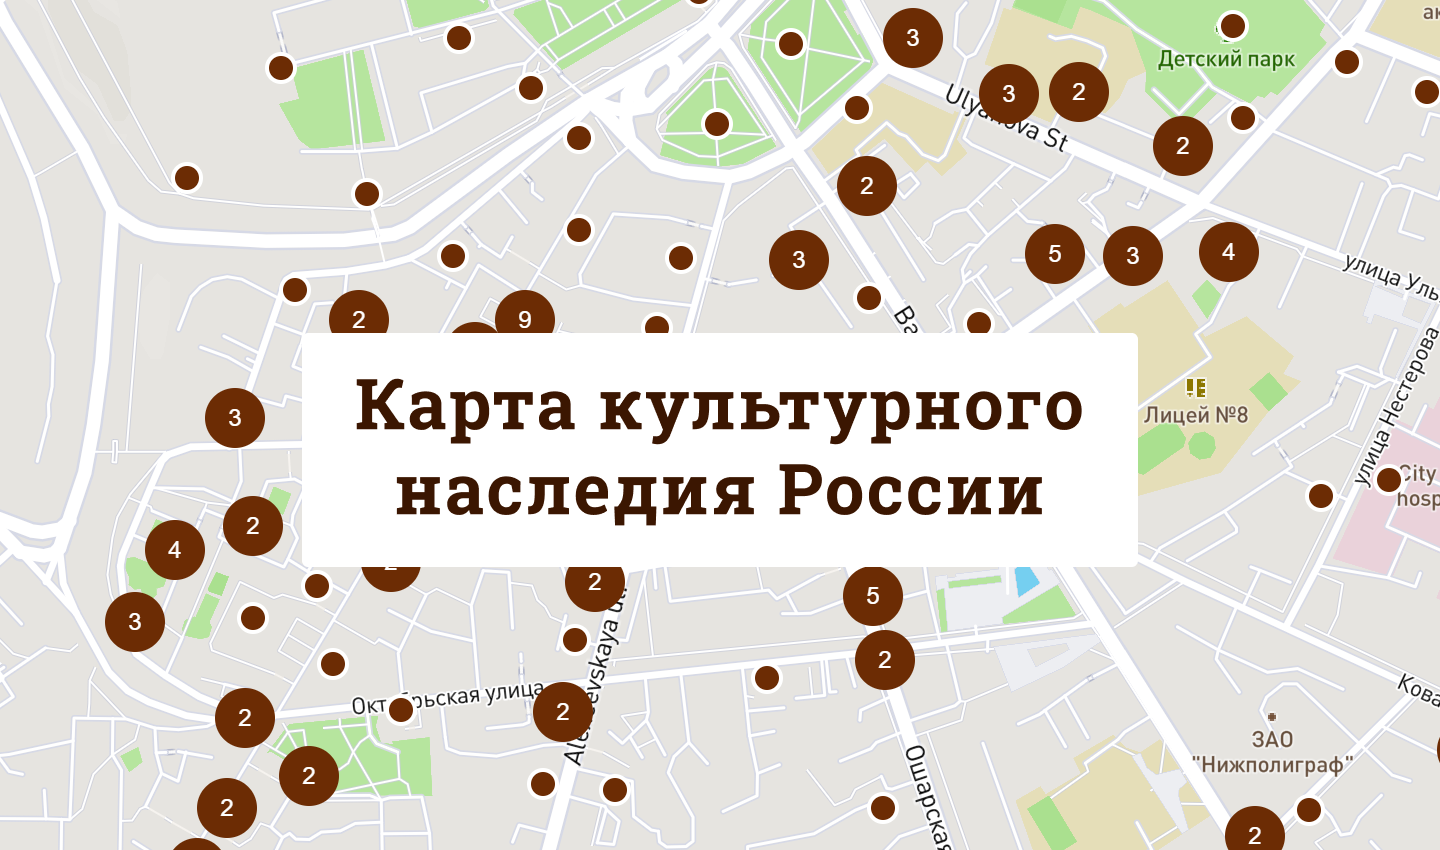 3
ак
Детский парк
3
2
Ulyanova St
2
2
3
5
3
4
улица Уль
2
9
Ва
Карта культурного
наследия России
Лицей №8
улица Нестерова
3
City
hosp
2
4
2
2
5
3
2
Alekseevskaya ul.
Октябрьская улица
2
2
Кова
2
ЗАО
"Нижполиграф"
Ошарская
2
2